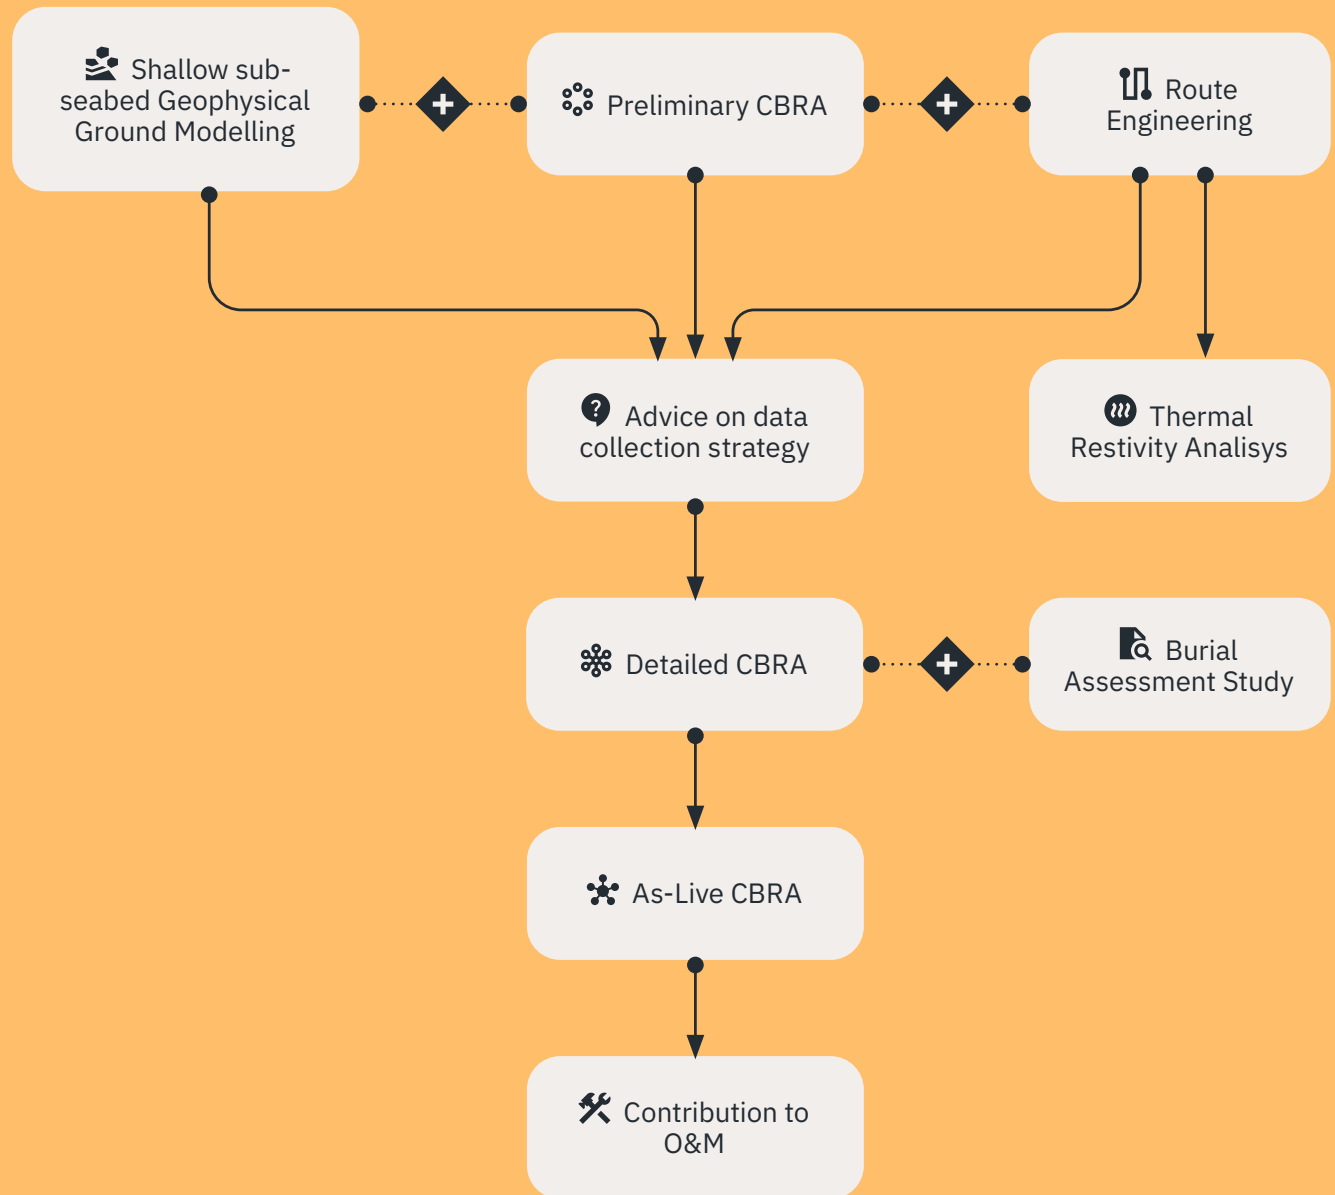 Shallow sub-
seabed Geophysical
Ground Modelling
Preliminary CBRA
Route
Engineering
Advice on data
collection strategy
Thermal
Restivity Analisys
Detailed CBRA
Burial
Assessment Study
As-Live CBRA
Contribution to
O&M